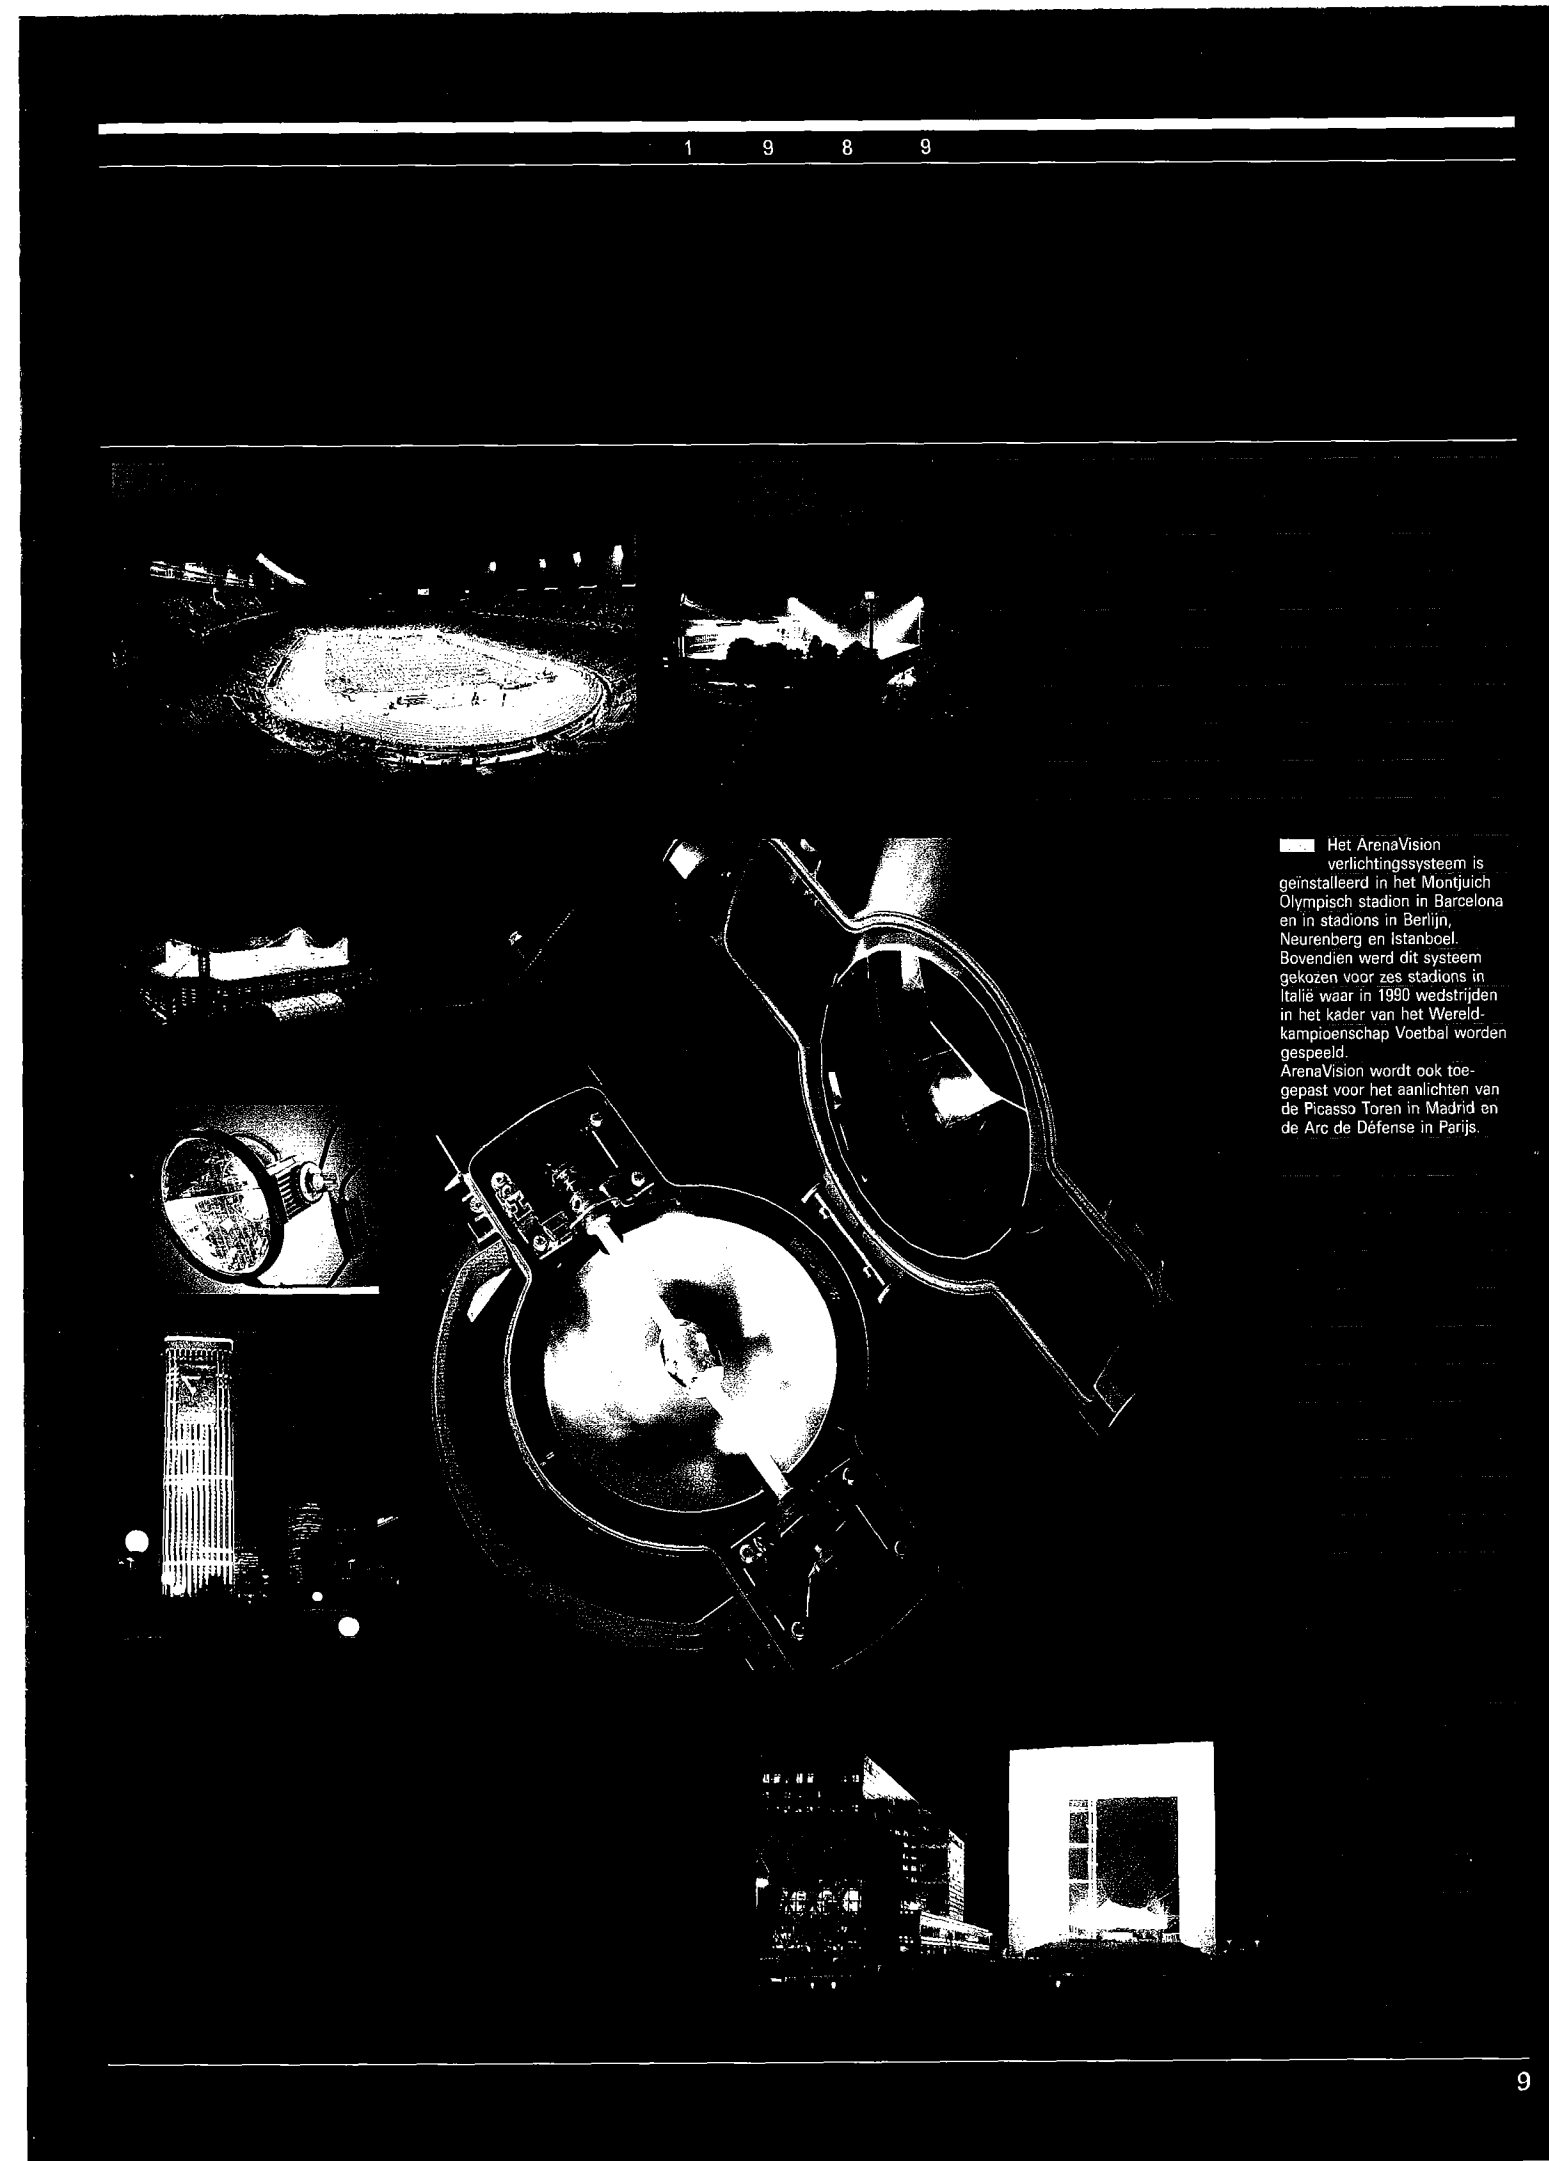 1 9 8 9
Het ArenaVision
verlichtingssysteem is
geïnstalleerd in het Montjuich
Olympisch stadion in Barcelona
en in stadions in Berlijn,
Neurenberg en Istanboel.
Bovendien werd dit systeem
gekozen voor zes stadions in
Italië waar in 1990 wedstrijden
in het kader van het Wereld-
kampioenschap Voetbal worden
gespeeld.
ArenaVision wordt ook toe-
gepast voor het aanlichten van
de Picasso Toren in Madrid en
de Arc de Défense in Parijs.
9